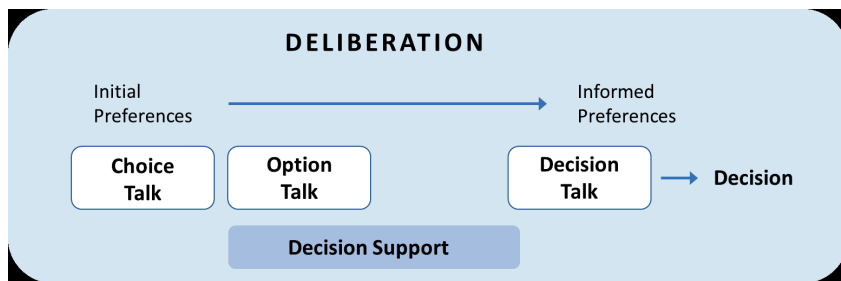 DELIBERATION
Initial
Preferences
Informed
Preferences
Choice
Talk
Option
Talk
Decision
Talk
Decision
Decision Support